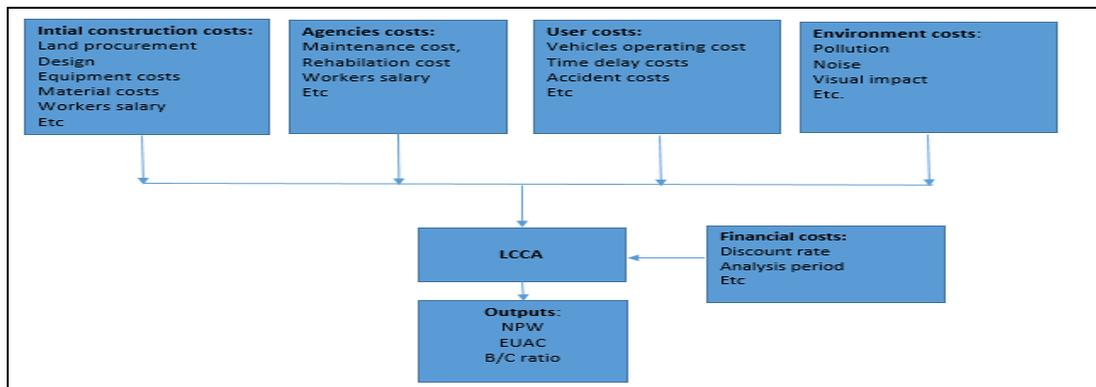 Intial construction costs:
Land procurement
Design
Equipment costs
Material costs
Workers salary
Etc
Agencies costs:
Maintenance cost,
Rehabilation cost
Workers salary
Etc
User costs:
Vehicles operating cost
Time delay costs
Accident costs
Etc
Environment costs:
Pollution
Noise
Visual impact
Etc.
LCCA
Financial costs:
Discount rate
Analysis period
Etc
Outputs:
NPW
EUAC
B/C ratio